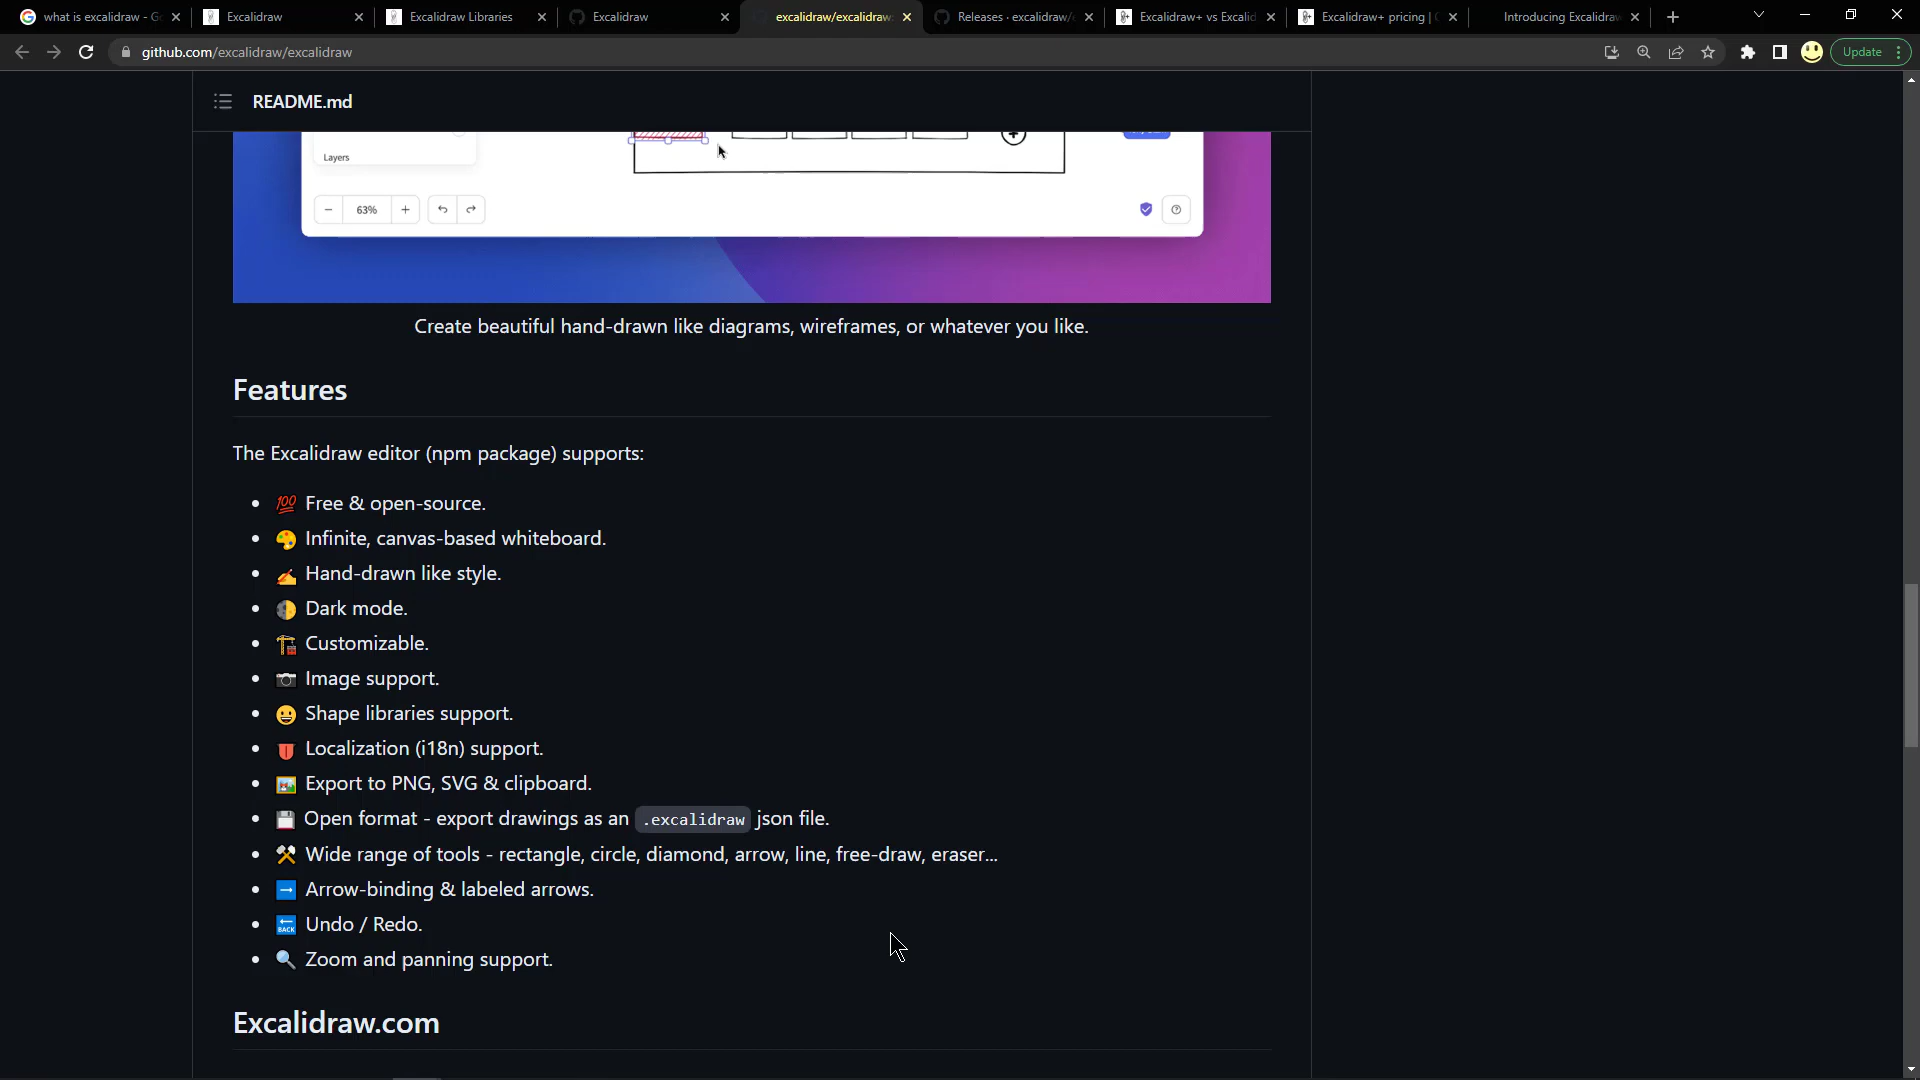 what is excalidraw - Go
Excalidraw
Excalidraw Libraries
Excalidraw
excalidraw/excalidraw:
Releases · excalidraw/
Excalidraw+ vs Excalid
Excalidraw+ pricing |
Introducing Excalidraw
github.com/excalidraw/excalidraw
Update
README.md
Layers
63%
Create beautiful hand-drawn like diagrams, wireframes, or whatever you like.
Features
The Excalidraw editor (npm package) supports:
• 💯 Free & open-source.
• 🎨 Infinite, canvas-based whiteboard.
• ✍️ Hand-drawn like style.
• 🌓 Dark mode.
• 🏗️ Customizable.
• 📷 Image support.
• 😀 Shape libraries support.
• 👅 Localization (i18n) support.
• 🖼️ Export to PNG, SVG & clipboard.
• 💾 Open format - export drawings as an .excalidraw json file.
• ⚒️ Wide range of tools - rectangle, circle, diamond, arrow, line, free-draw, eraser...
• ➡️ Arrow-binding & labeled arrows.
• 🔙 Undo / Redo.
• 🔍 Zoom and panning support.
Excalidraw.com